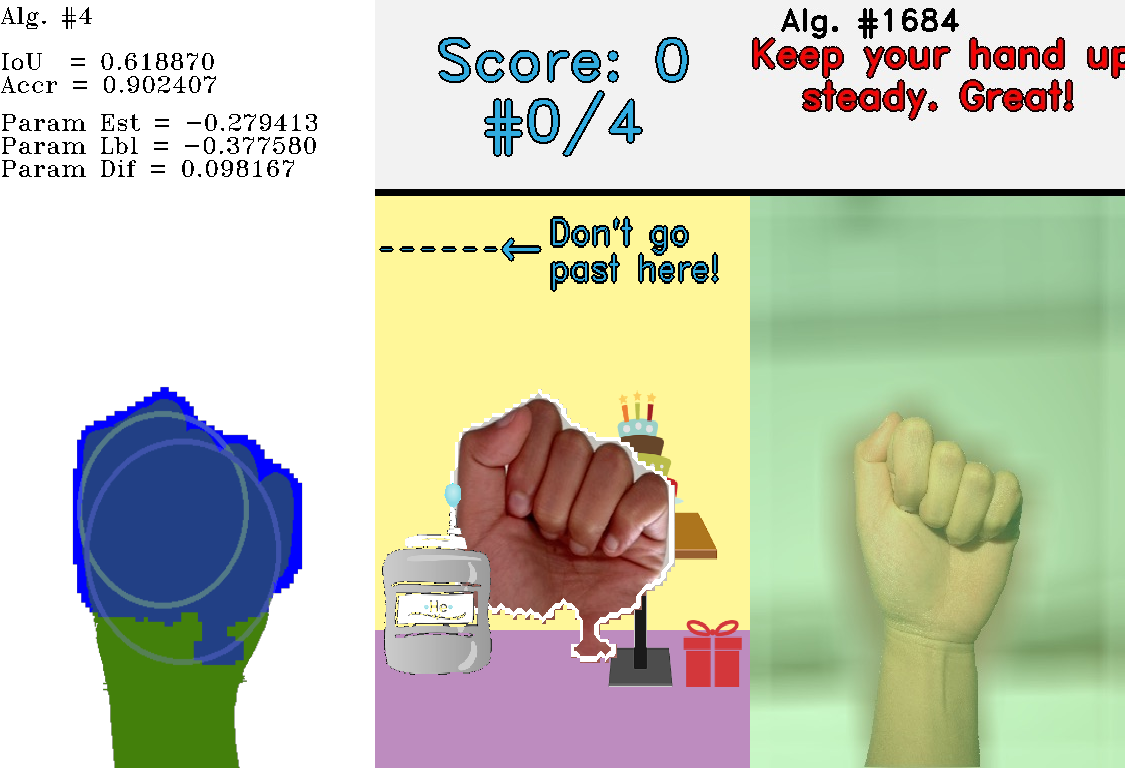 Alg. #4
IoU = 0.618870
Accr = 0.902407
Param Est = −0.279413
Param Lbl = −0.377580
Param Dif = 0.098167
Score: 0
#0/4
Alg. #1684
Keep your hand up
steady. Great!
Don't go
past here!